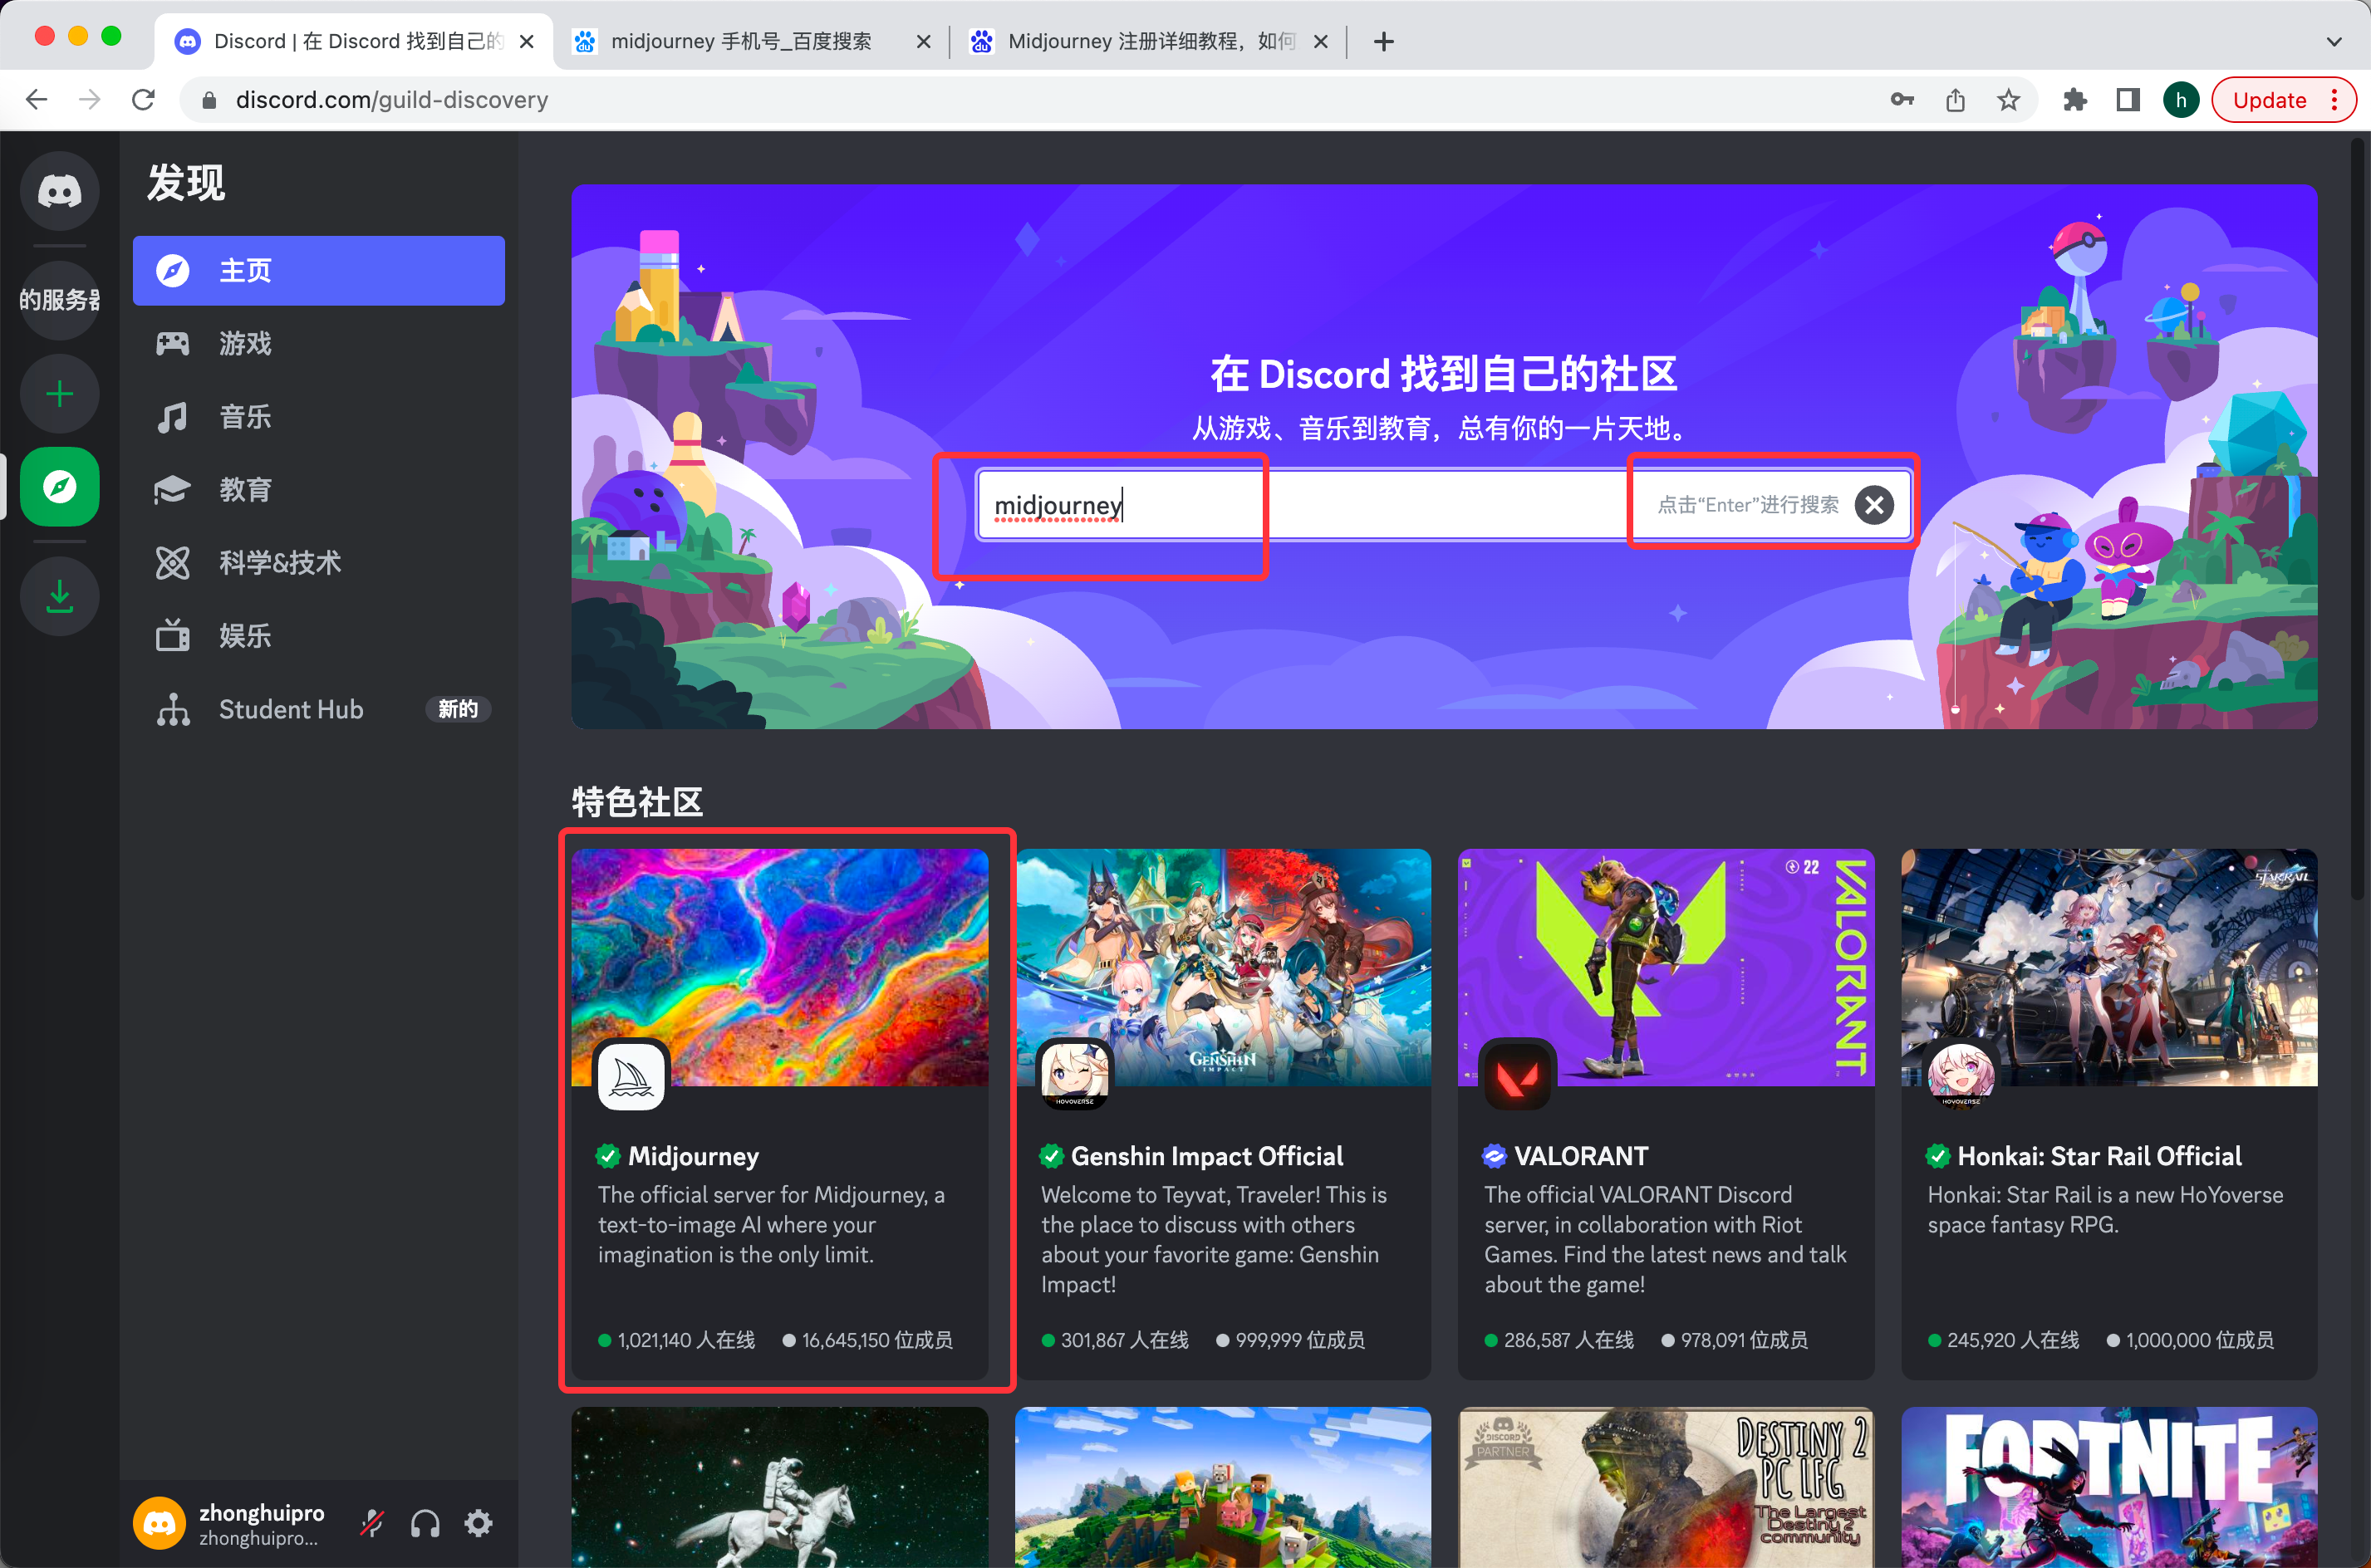 Discord | 在 Discord 找到自己的
midjourney 手机号_百度搜索
Midjourney 注册详细教程，如何
discord.com/guild-discovery
h
Update
发现
的服务器
主页
游戏
音乐
教育
科学&技术
娱乐
Student Hub
新的
在 Discord 找到自己的社区
从游戏、音乐到教育，总有你的一片天地。
midjourney
点击“Enter”进行搜索
特色社区
GENSHIN
IMPACT
22
VALORANT
STARRAIL
HOYOVERSE
HOYOVERSE
Midjourney
The official server for Midjourney, a
text-to-image AI where your
imagination is the only limit.
1,021,140 人在线
16,645,150 位成员
Genshin Impact Official
Welcome to Teyvat, Traveler! This is
the place to discuss with others
about your favorite game: Genshin
Impact!
301,867 人在线
999,999 位成员
VALORANT
The official VALORANT Discord
server, in collaboration with Riot
Games. Find the latest news and talk
about the game!
286,587 人在线
978,091 位成员
Honkai: Star Rail Official
Honkai: Star Rail is a new HoYoverse
space fantasy RPG.
245,920 人在线
1,000,000 位成员
DISCORD
PARTNER
DESTINY 2
PC LFG
The Largest
Destiny 2
community
FORTNITE
zhonghuipro
zhonghuipro...